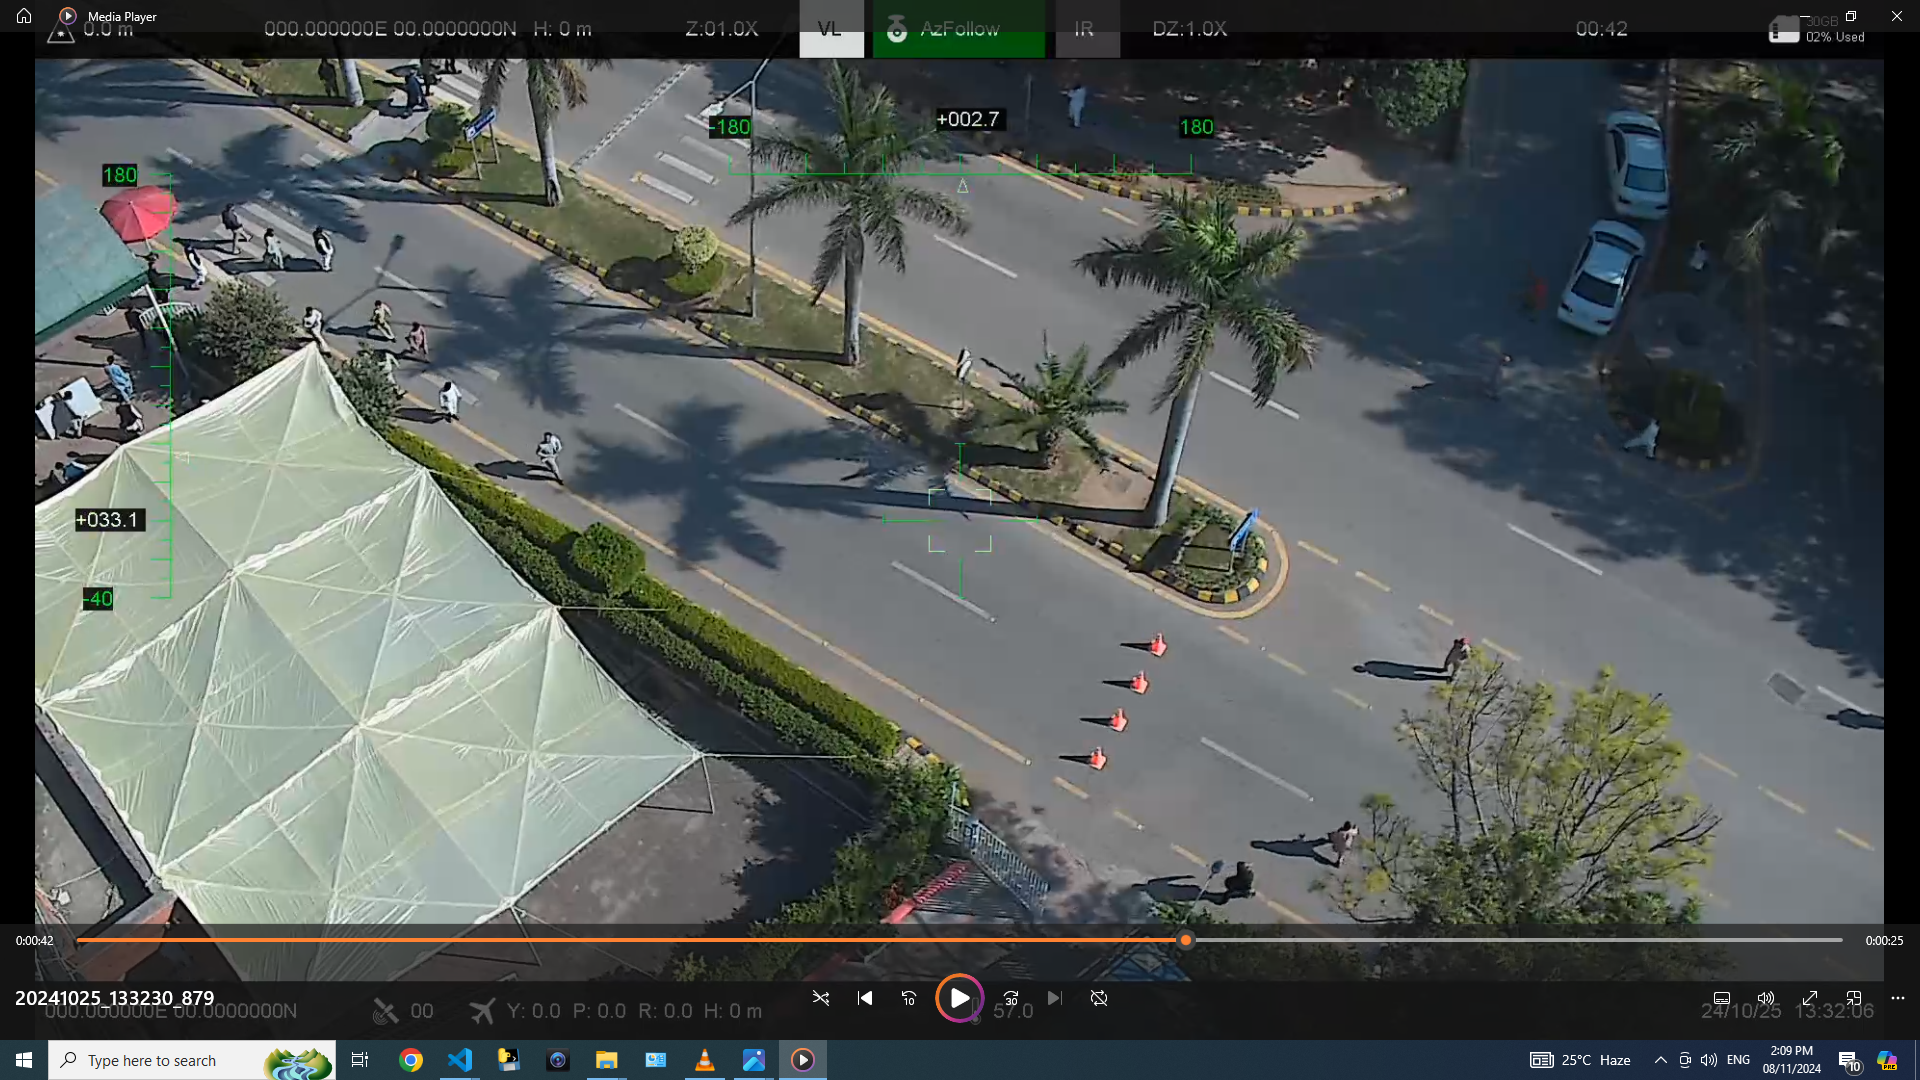 Media Player
0.0 m 000.000000E 00.0000000N H: 0 m Z:01.0X VL AzFollow IR DZ:1.0X 00:42 30GB
02% Used
-180 +002.7 180
180
+033.1
-40
0:00:42 0:00:25
20241025_133230_879
000.000000E 00.0000000N 00 Y: 0.0 P: 0.0 R: 0.0 H: 0 m 57.0 24/10/25 13:32:06
10 30
Type here to search 25°C Haze ENG 2:09 PM
08/11/2024 10 PRE